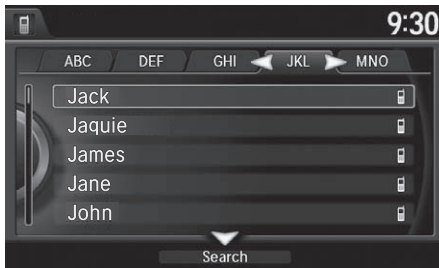 9:30
ABC DEF GHI JKL MNO
Jack
Jaquie
James
Jane
John
Search